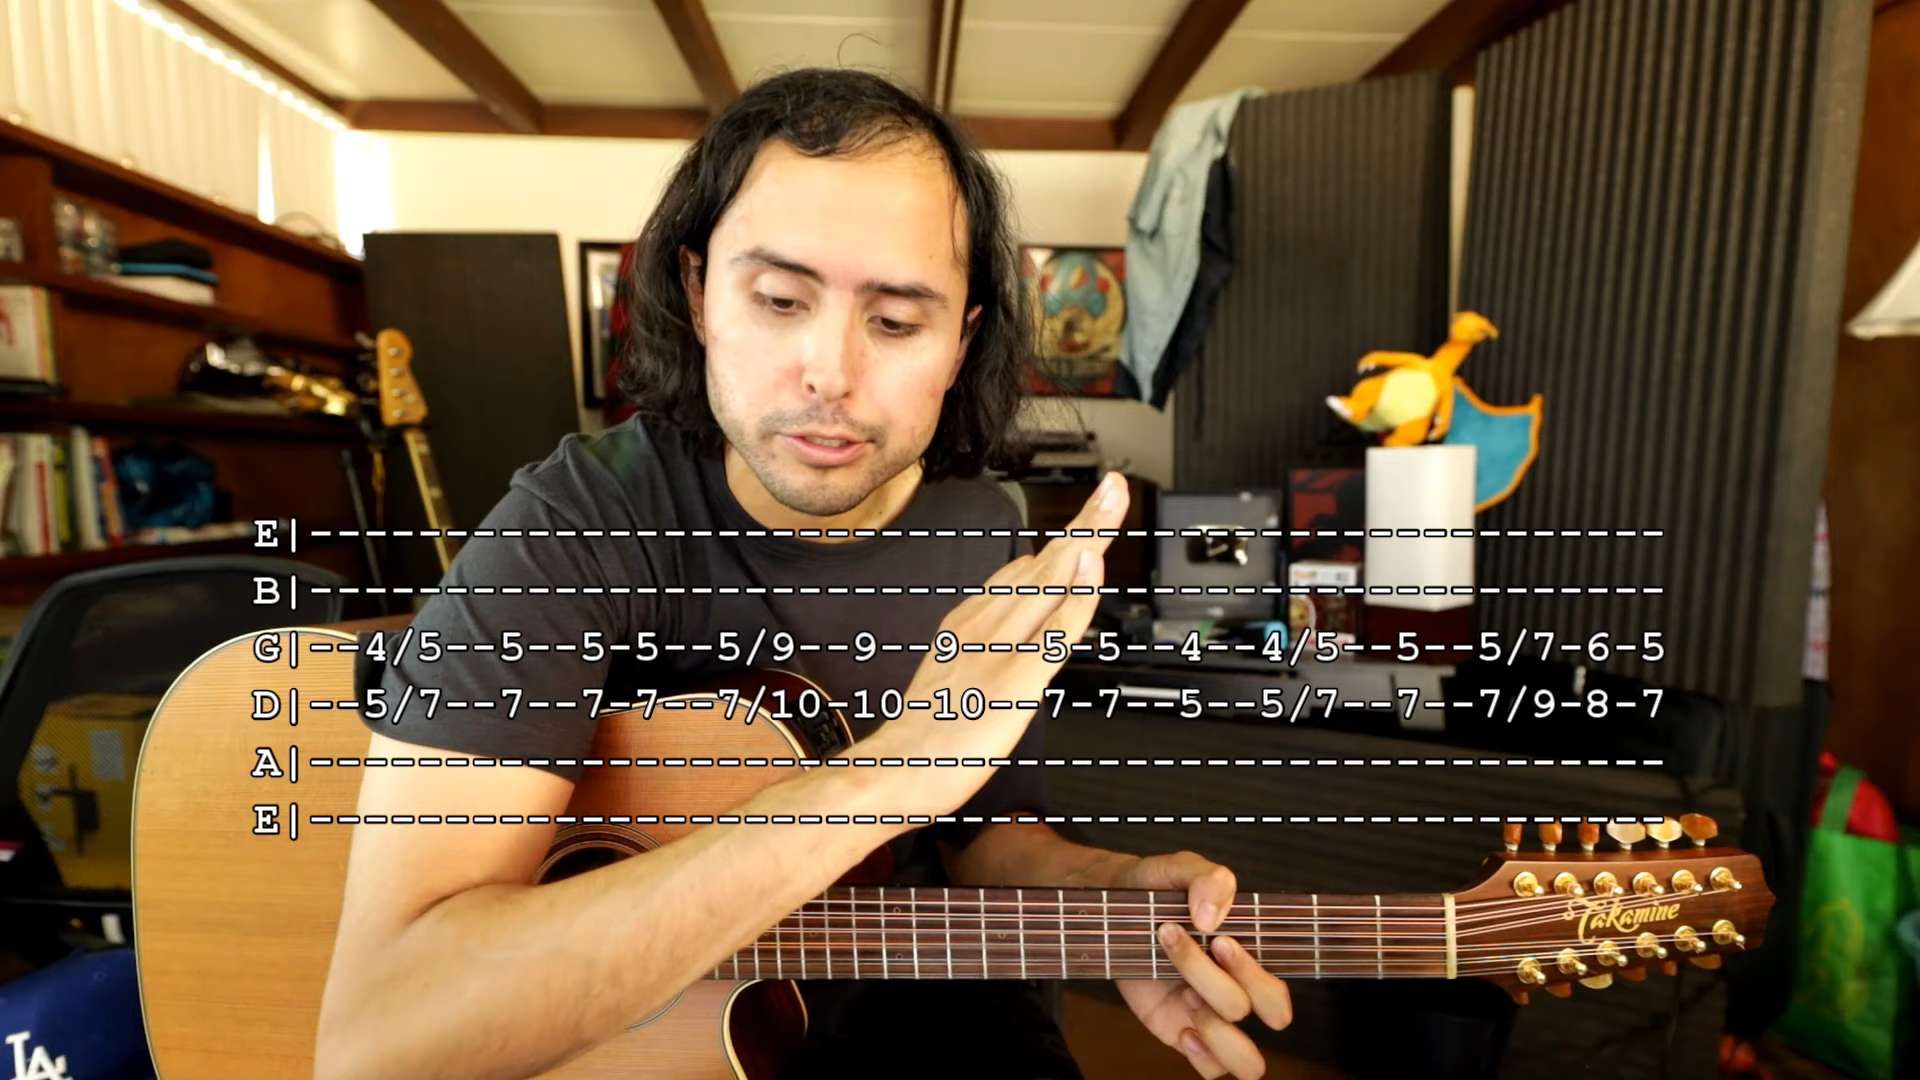 E|--------------------------------------------------
B|--------------------------------------------------
G|--4/5--5--5-5--5/9--9--9---5-5--4--4/5--5--5/7-6-5
D|--5/7--7--7-7--7/10-10-10--7-7--5--5/7--7--7/9-8-7
A|--------------------------------------------------
E|--------------------------------------------------
Takamine
LA